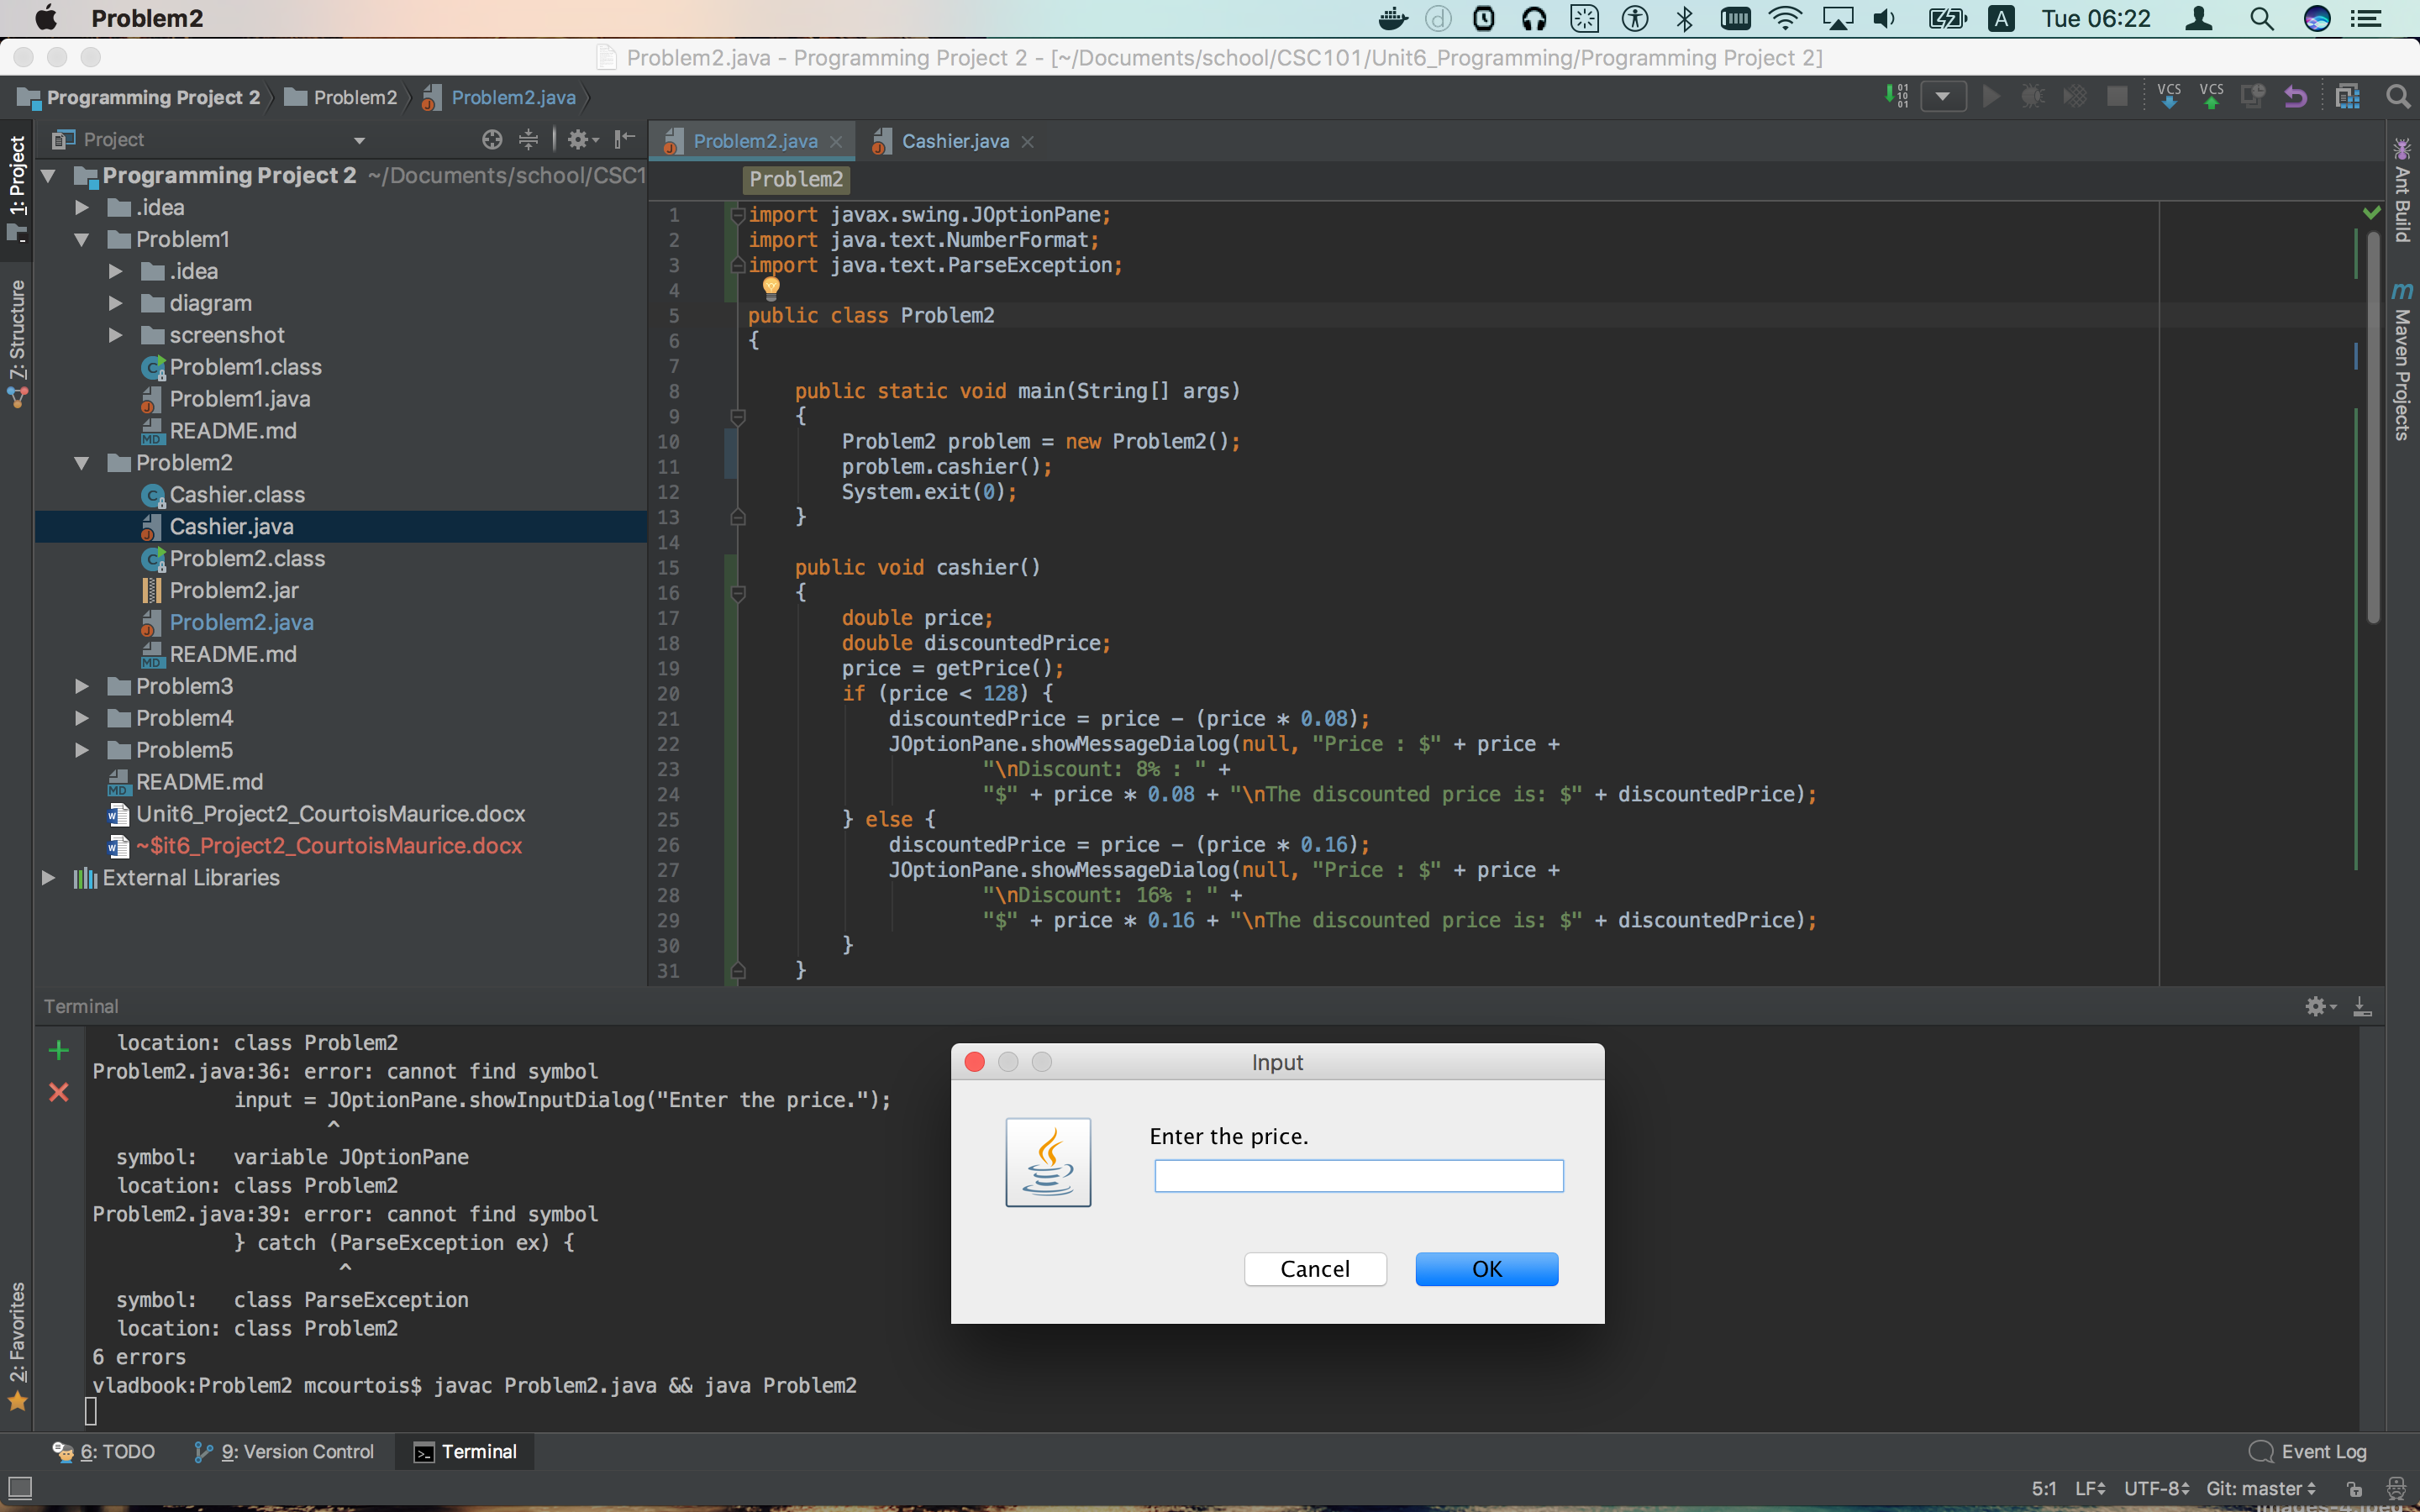 Problem2
A
Tue 06:22
Problem2.java - Programming Project 2 - [~/Documents/school/CSC101/Unit6_Programming/Programming Project 2]
Programming Project 2
Problem2
Problem2.java
VCS
VCS
1: Project
7: Structure
2: Favorites
Project
Programming Project 2 ~/Documents/school/CSC1
.idea
Problem1
.idea
diagram
screenshot
Problem1.class
Problem1.java
README.md
Problem2
Cashier.class
Cashier.java
Problem2.class
Problem2.jar
Problem2.java
README.md
Problem3
Problem4
Problem5
README.md
Unit6_Project2_CourtoisMaurice.docx
~$it6_Project2_CourtoisMaurice.docx
External Libraries
Problem2.java
Cashier.java
Problem2
1 import javax.swing.JOptionPane;
2 import java.text.NumberFormat;
3 import java.text.ParseException;
4
5 public class Problem2
6 {
7
8 public static void main(String[] args)
9 {
10 Problem2 problem = new Problem2();
11 problem.cashier();
12 System.exit(0);
13 }
14
15 public void cashier()
16 {
17 double price;
18 double discountedPrice;
19 price = getPrice();
20 if (price < 128) {
21 discountedPrice = price - (price * 0.08);
22 JOptionPane.showMessageDialog(null, "Price : $" + price +
23 "\nDiscount: 8% : " +
24 "$" + price * 0.08 + "\nThe discounted price is: $" + discountedPrice);
25 } else {
26 discountedPrice = price - (price * 0.16);
27 JOptionPane.showMessageDialog(null, "Price : $" + price +
28 "\nDiscount: 16% : " +
29 "$" + price * 0.16 + "\nThe discounted price is: $" + discountedPrice);
30 }
31 }
Ant Build
Maven Projects
Terminal
location: class Problem2
Problem2.java:36: error: cannot find symbol
input = JOptionPane.showInputDialog("Enter the price.");
^
symbol: variable JOptionPane
location: class Problem2
Problem2.java:39: error: cannot find symbol
} catch (ParseException ex) {
^
symbol: class ParseException
location: class Problem2
6 errors
vladbook:Problem2 mcourtois$ javac Problem2.java && java Problem2
Input
Enter the price.
Cancel
OK
6: TODO
9: Version Control
Terminal
Event Log
5:1
LF
UTF-8
Git: master